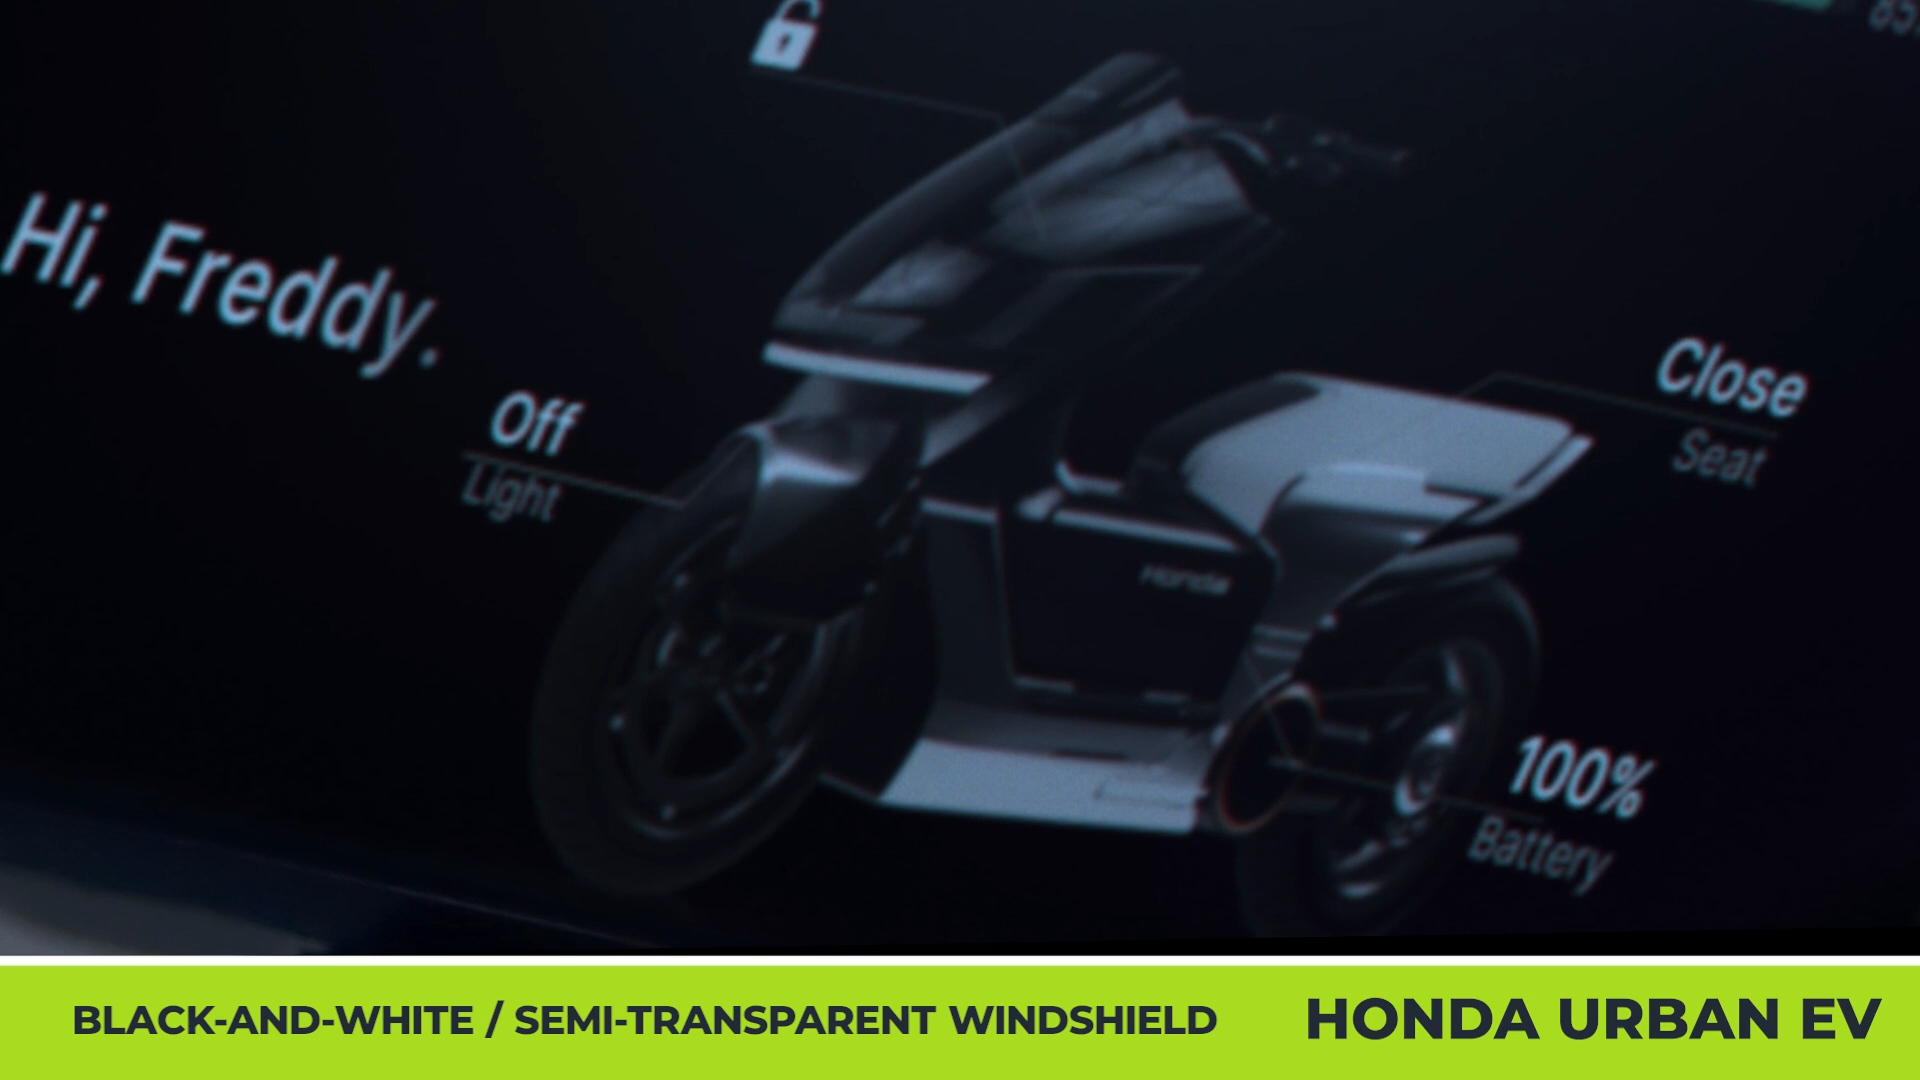 Hi, Freddy.
Off
Light
Close
Seat
Honda
100%
Battery
BLACK-AND-WHITE / SEMI-TRANSPARENT WINDSHIELD
HONDA URBAN EV